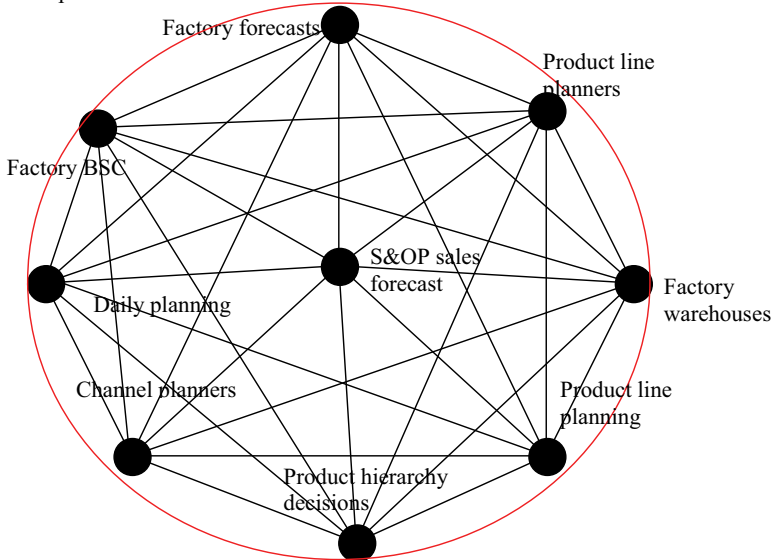 Factory forecasts
Product line
planners
Factory BSC
S&OP sales
forecast
Factory
warehouses
Daily planning
Channel planners
Product line
planning
Product hierarchy
decisions